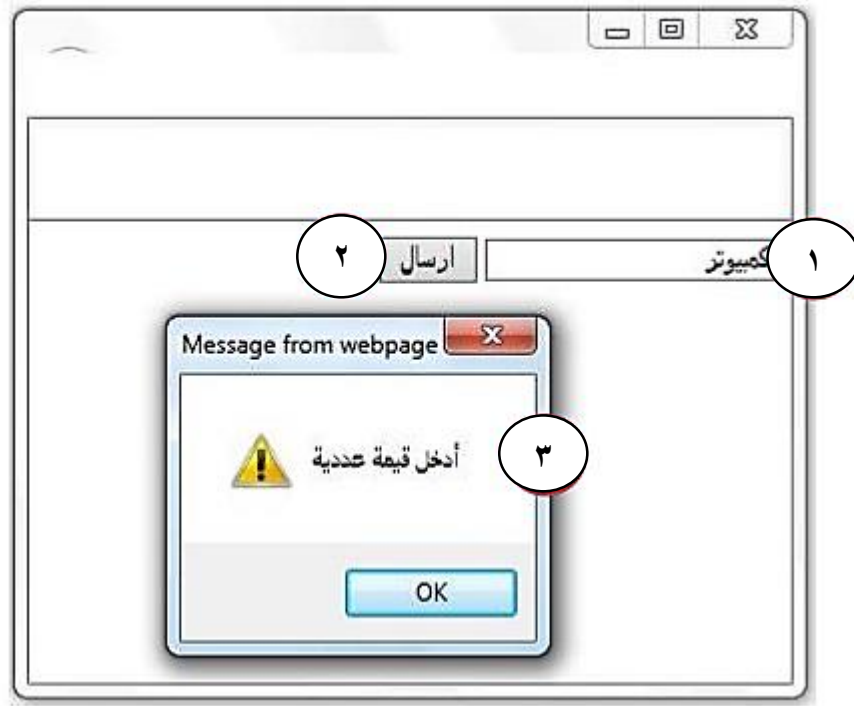 ١
كمبيوتر
ارسال
٢
Message from webpage
أدخل قيمة عددية
٣
OK